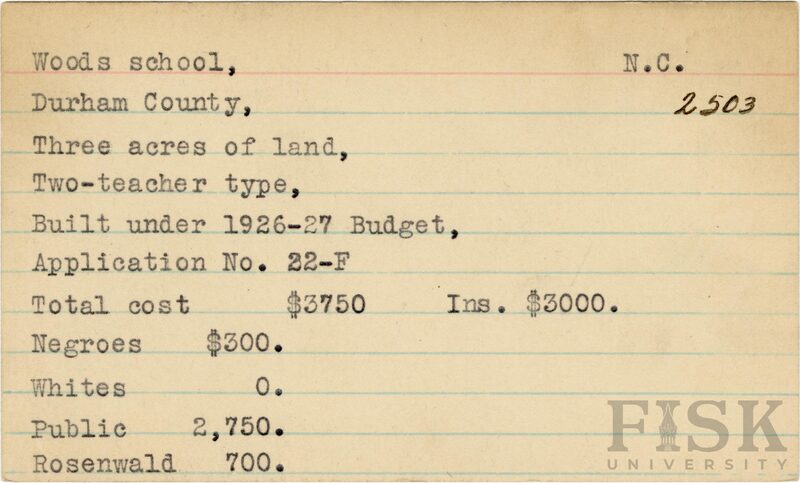 Woods school, N.C.
Durham County, 2503
Three acres of land,
Two-teacher type,
Built under 1926-27 Budget,
Application No. 22-F
Total cost $3750 Ins. $3000.
Negroes $300.
Whites 0.
Public 2,750.
Rosenwald 700.
FISK
UNIVERSITY